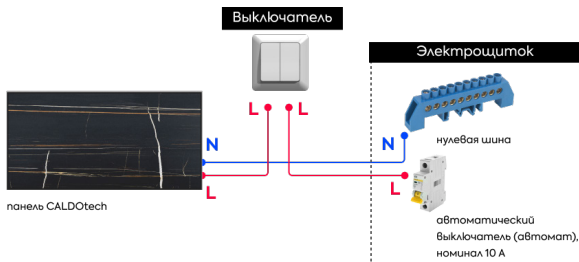 Выключатель
Электрощиток
L
L
N
N
нулевая шина
L
L
панель CALDOtech
автоматический
выключатель (автомат),
номинал 10 А